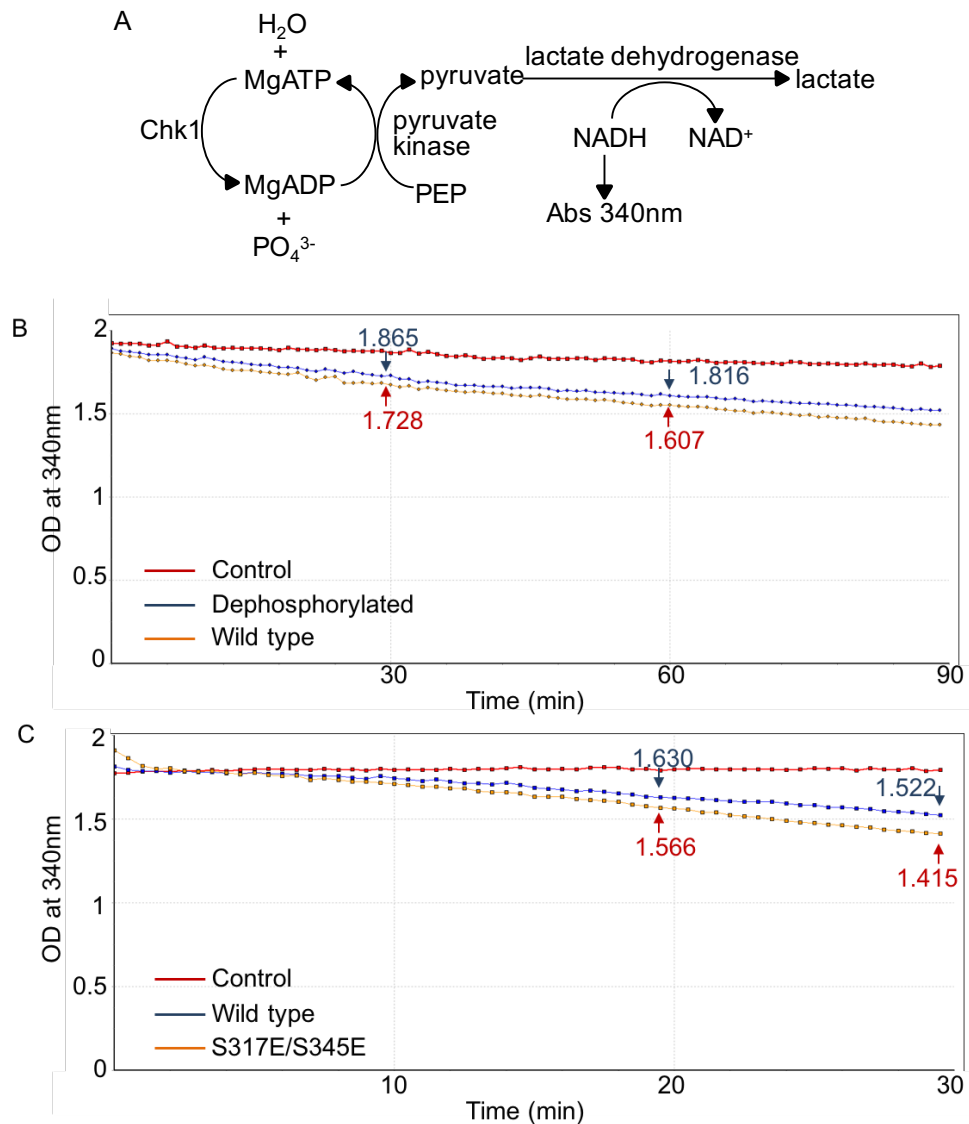 A
H₂O
+
MgATP
Chk1
MgADP
+
PO₄³⁻
pyruvate
pyruvate
kinase
PEP
lactate dehydrogenase
lactate
NADH
NAD⁺
Abs 340nm
B
OD at 340nm
2
1.5
1
0.5
0
1.865
1.728
1.816
1.607
Control
Dephosphorylated
Wild type
30
60
90
Time (min)
C
OD at 340nm
2
1.5
1
0.5
0
1.630
1.566
1.522
1.415
Control
Wild type
S317E/S345E
10
20
30
Time (min)